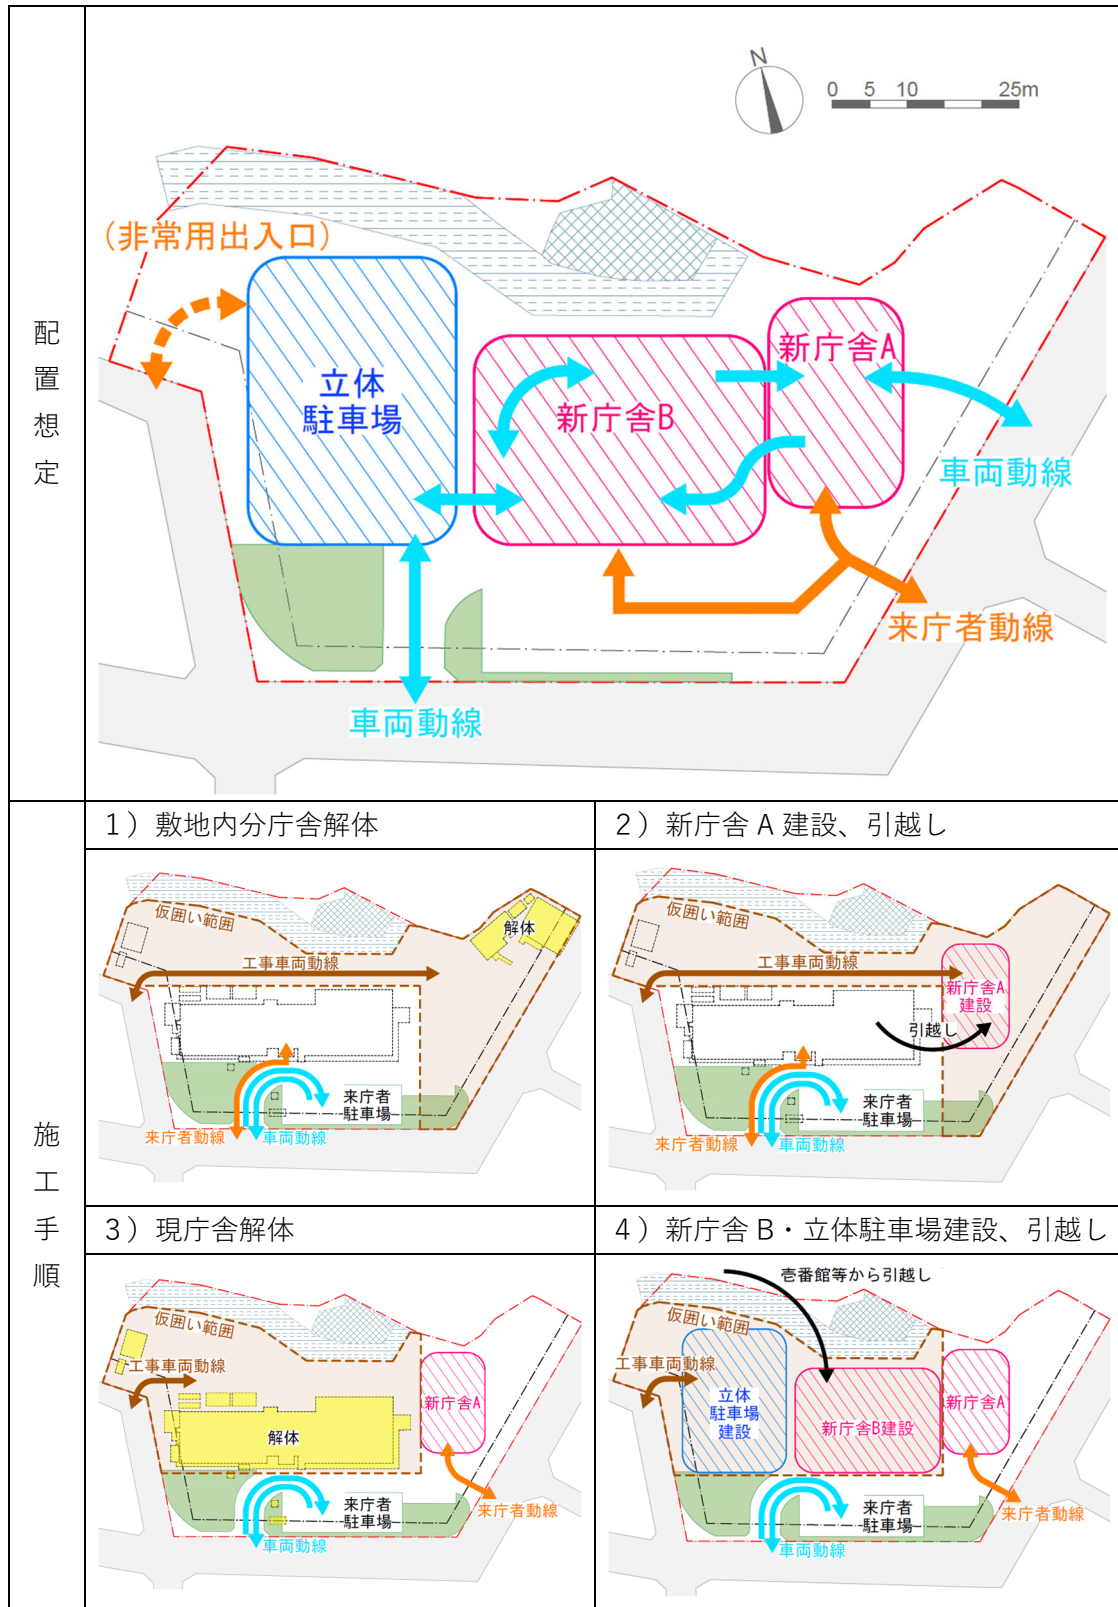 配置想定
N
0 5 10 25m
（非常用出入口）
立体
駐車場
新庁舎B
新庁舎A
車両動線
来庁者動線
車両動線
施工手順
1）敷地内分庁舎解体
仮囲い範囲
解体
工事車両動線
来庁者
駐車場
来庁者動線
車両動線
2）新庁舎 A 建設、引越し
仮囲い範囲
工事車両動線
新庁舎A
建設
引越し
来庁者
駐車場
来庁者動線
車両動線
3）現庁舎解体
仮囲い範囲
工事車両動線
新庁舎A
解体
来庁者
駐車場
来庁者動線
車両動線
4）新庁舎 B・立体駐車場建設、引越し
壱番館等から引越し
仮囲い範囲
工事車両動線
立体
駐車場
建設
新庁舎B建設
新庁舎A
来庁者
駐車場
来庁者動線
車両動線